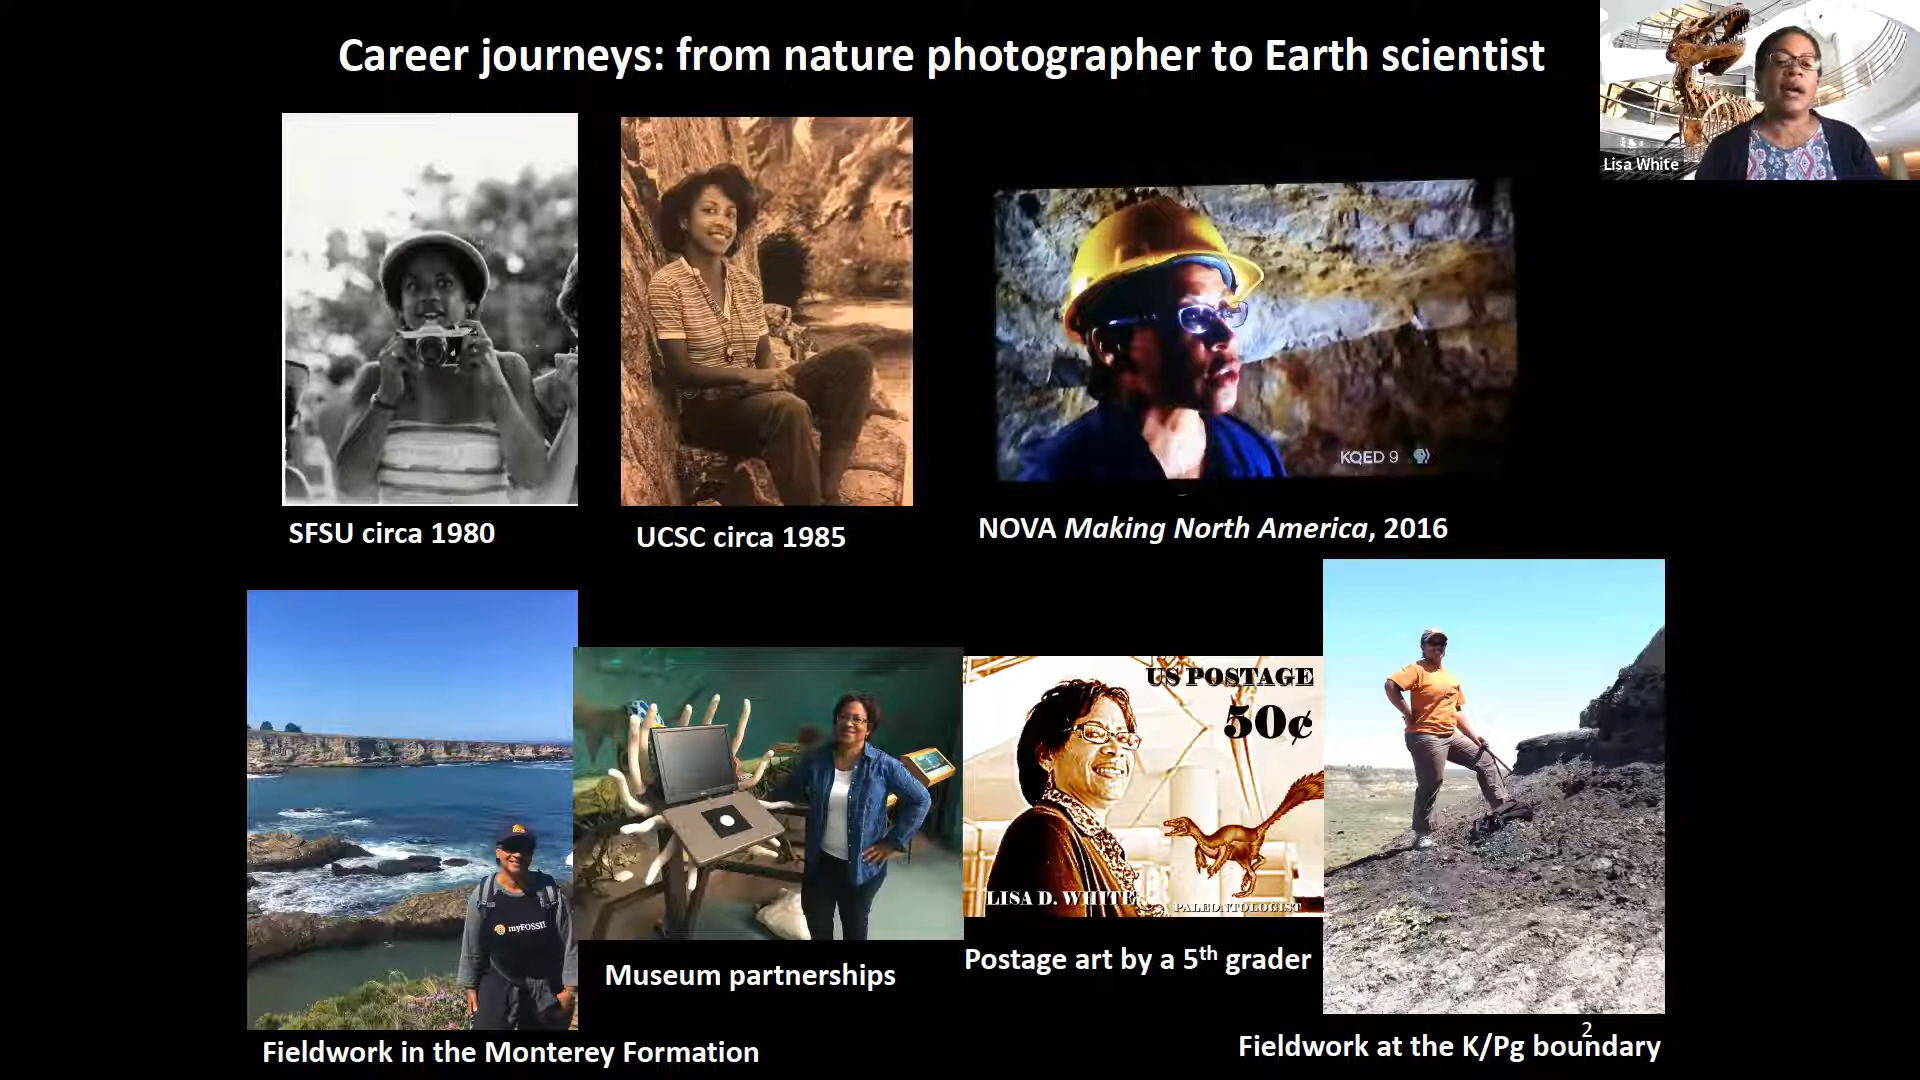 Career journeys: from nature photographer to Earth scientist
Lisa White
KQED 9
SFSU circa 1980
UCSC circa 1985
NOVA Making North America, 2016
US POSTAGE
50¢
LISA D. WHITE
PALEONTOLOGIST
myFOSSIL
Museum partnerships
Postage art by a 5th grader
Fieldwork in the Monterey Formation
2
Fieldwork at the K/Pg boundary